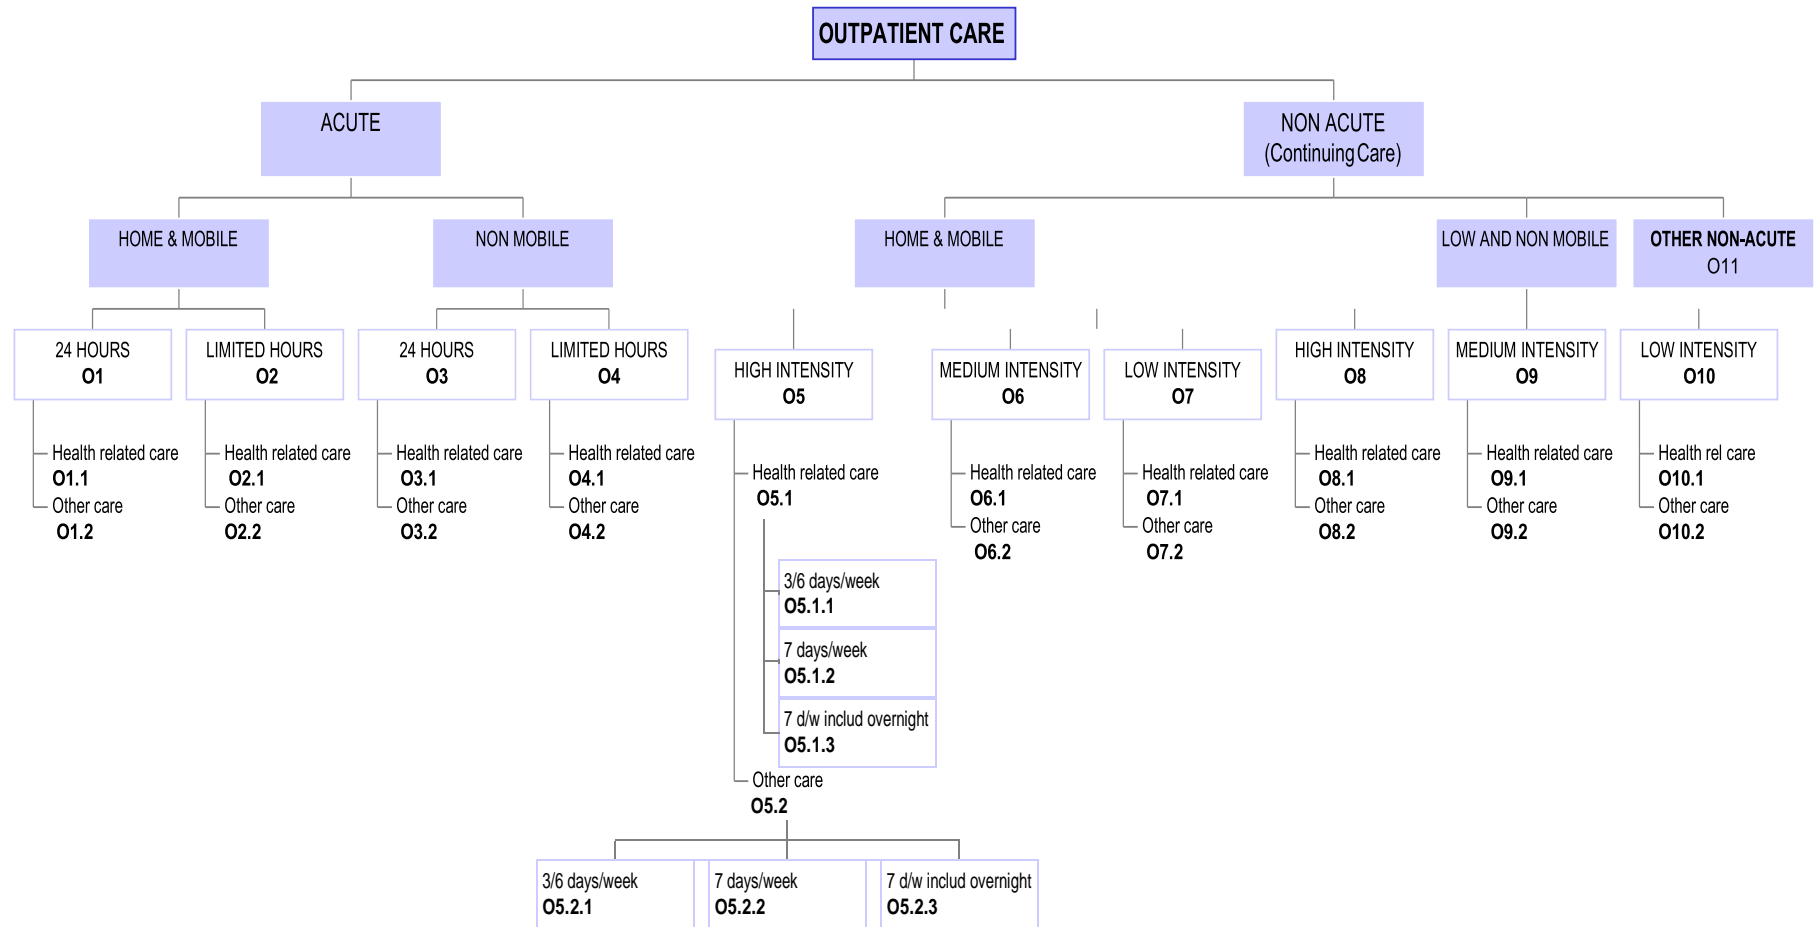 OUTPATIENT CARE
ACUTE
NON ACUTE
(Continuing Care)
HOME & MOBILE
NON MOBILE
HOME & MOBILE
LOW AND NON MOBILE
OTHER NON-ACUTE
O11
24 HOURS
O1
LIMITED HOURS
O2
24 HOURS
O3
LIMITED HOURS
O4
HIGH INTENSITY
O5
MEDIUM INTENSITY
O6
LOW INTENSITY
O7
HIGH INTENSITY
O8
MEDIUM INTENSITY
O9
LOW INTENSITY
O10
Health related care
O1.1
Other care
O1.2
Health related care
O2.1
Other care
O2.2
Health related care
O3.1
Other care
O3.2
Health related care
O4.1
Other care
O4.2
Health related care
O5.1
3/6 days/week
O5.1.1
7 days/week
O5.1.2
7 d/w includ overnight
O5.1.3
Other care
O5.2
3/6 days/week
O5.2.1
7 days/week
O5.2.2
7 d/w includ overnight
O5.2.3
Health related care
O6.1
Other care
O6.2
Health related care
O7.1
Other care
O7.2
Health related care
O8.1
Other care
O8.2
Health related care
O9.1
Other care
O9.2
Health rel care
O10.1
Other care
O10.2